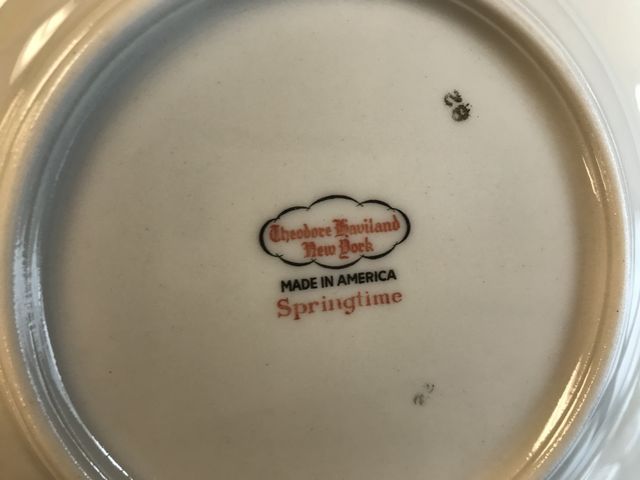 Theodore Haviland
New York
MADE IN AMERICA
Springtime